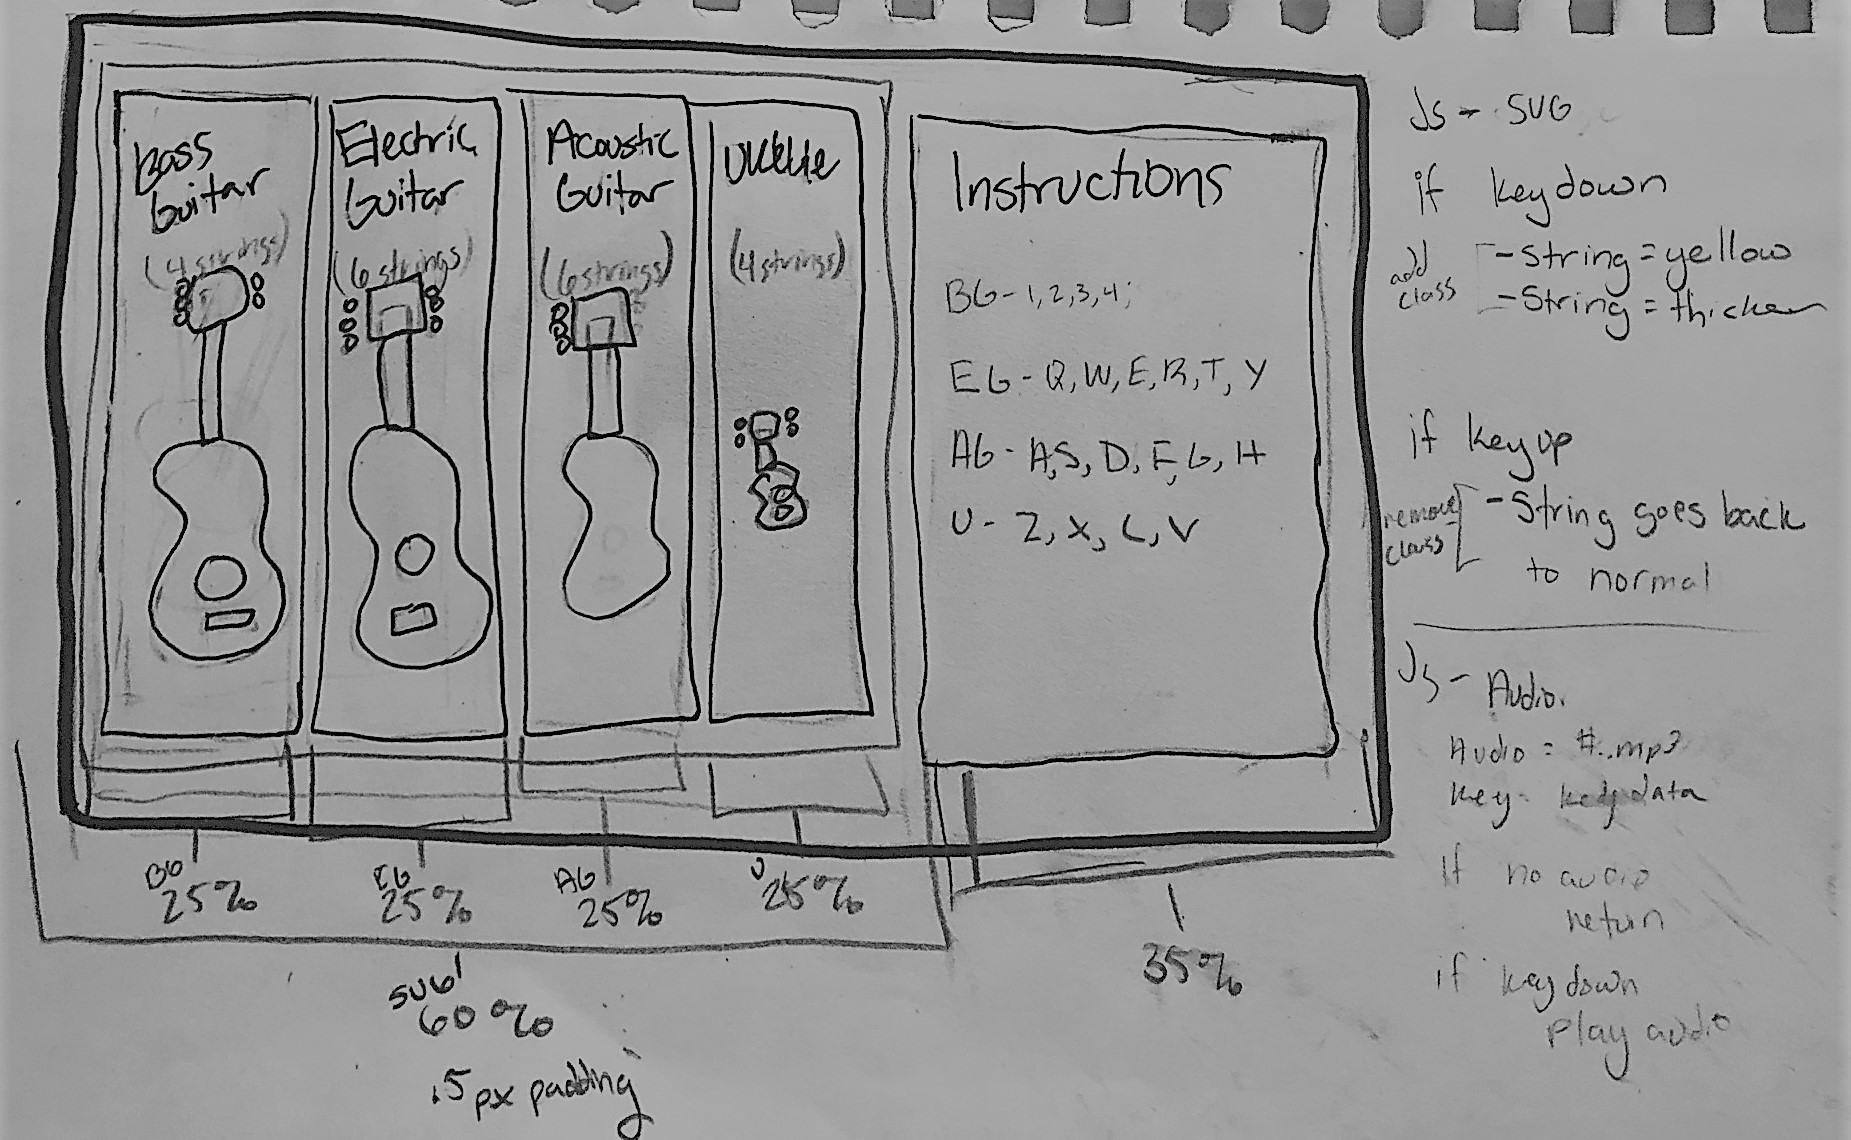 Bass
Guitar
(4 strings)
Electric
Guitar
(6 strings)
Acoustic
Guitar
(6 strings)
UKelele
(4 strings)
Instructions
BG - 1, 2, 3, 4;
EG - Q, W, E, R, T, Y
AG - A, S, D, F, G, H
U - Z, X, C, V
BG
25%
EG
25%
AG
25%
U
25%
SVG
60%
.5px padding
35%
JS - SVG
if keydown
add
class
- String = yellow
- String = thicker
if keyup
remove
class
- String goes back
to normal
JS - Audio.
Audio = #..mp3
Key - key data
If no audio
return
if keydown
Play audio